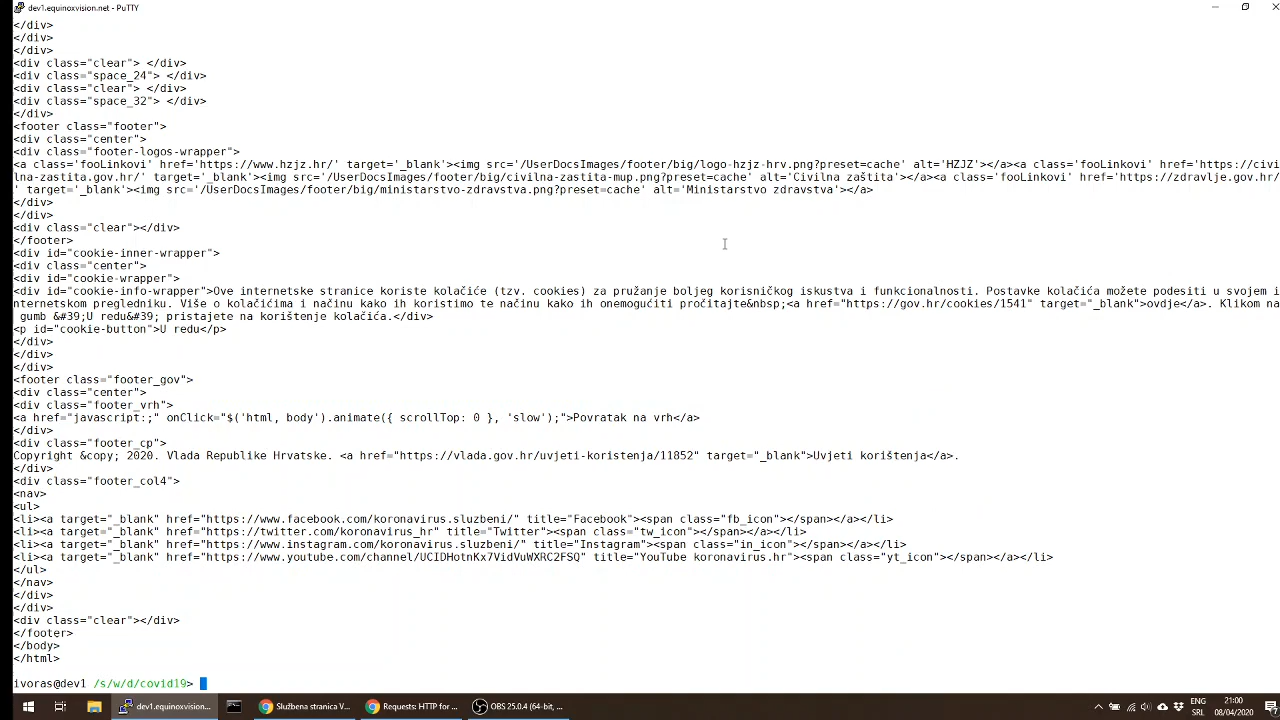 dev1.equinoxvision.net - PuTTY
</div>
</div>
</div>
<div class="clear"> </div>
<div class="space_24"> </div>
<div class="clear"> </div>
<div class="space_32"> </div>
</div>
<footer class="footer">
<div class="center">
<div class="footer-logos-wrapper">
<a class='fooLinkovi' href='https://www.hzjz.hr/' target='_blank'><img src='/UserDocsImages/footer/big/logo-hzjz-hrv.png?preset=cache' alt='HZJZ'></a><a class='fooLinkovi' href='https://civi
lna-zastita.gov.hr/' target='_blank'><img src='/UserDocsImages/footer/big/civilna-zastita-mup.png?preset=cache' alt='Civilna zaštita'></a><a class='fooLinkovi' href='https://zdravlje.gov.hr/
' target='_blank'><img src='/UserDocsImages/footer/big/ministarstvo-zdravstva.png?preset=cache' alt='Ministarstvo zdravstva'></a>
</div>
</div>
<div class="clear"></div>
</footer>
<div id="cookie-inner-wrapper">
<div class="center">
<div id="cookie-wrapper">
<div id="cookie-info-wrapper">Ove internetske stranice koriste kolačiće (tzv. cookies) za pružanje boljeg korisničkog iskustva i funkcionalnosti. Postavke kolačića možete podesiti u svojem i
nternetskom pregledniku. Više o kolačićima i načinu kako ih koristimo te načinu kako ih onemogućiti pročitajte&nbsp;<a href="https://gov.hr/cookies/1541" target="_blank">ovdje</a>. Klikom na
gumb &#39;U redu&#39; pristajete na korištenje kolačića.</div>
<p id="cookie-button">U redu</p>
</div>
</div>
</div>
<footer class="footer_gov">
<div class="center">
<div class="footer_vrh">
<a href="javascript:;" onClick="$('html, body').animate({ scrollTop: 0 }, 'slow');">Povratak na vrh</a>
</div>
<div class="footer_cp">
Copyright &copy; 2020. Vlada Republike Hrvatske. <a href="https://vlada.gov.hr/uvjeti-koristenja/11852" target="_blank">Uvjeti korištenja</a>.
</div>
<div class="footer_col4">
<nav>
<ul>
<li><a target="_blank" href="https://www.facebook.com/koronavirus.sluzbeni/" title="Facebook"><span class="fb_icon"></span></a></li>
<li><a target="_blank" href="https://twitter.com/koronavirus_hr" title="Twitter"><span class="tw_icon"></span></a></li>
<li><a target="_blank" href="https://www.instagram.com/koronavirus.sluzbeni/" title="Instagram"><span class="in_icon"></span></a></li>
<li><a target="_blank" href="https://www.youtube.com/channel/UCIDHotnKx7VidVuWXRC2FSQ" title="YouTube koronavirus.hr"><span class="yt_icon"></span></a></li>
</ul>
</nav>
</div>
</div>
<div class="clear"></div>
</footer>
</body>
</html>
ivoras@dev1 /s/w/d/covid19>
dev1.equinoxvision... Službena stranica V... Requests: HTTP for ... OBS 25.0.4 (64-bit, ... ENG 21:00
SRL 08/04/2020